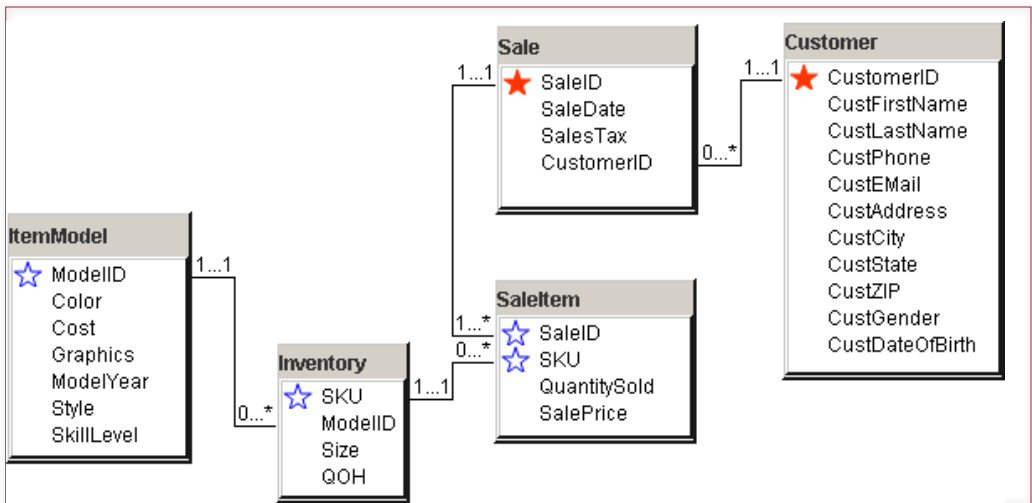 Sale
SaleID
SaleDate
SalesTax
CustomerID
1...1
Customer
CustomerID
CustFirstName
CustLastName
CustPhone
CustEMail
CustAddress
CustCity
CustState
CustZIP
CustGender
CustDateOfBirth
1...1
0...*
ItemModel
ModelID
Color
Cost
Graphics
ModelYear
Style
SkillLevel
1...1
0...*
Inventory
SKU
ModelID
Size
QOH
1...1
SaleItem
SaleID
SKU
QuantitySold
SalePrice
1...*
0...*